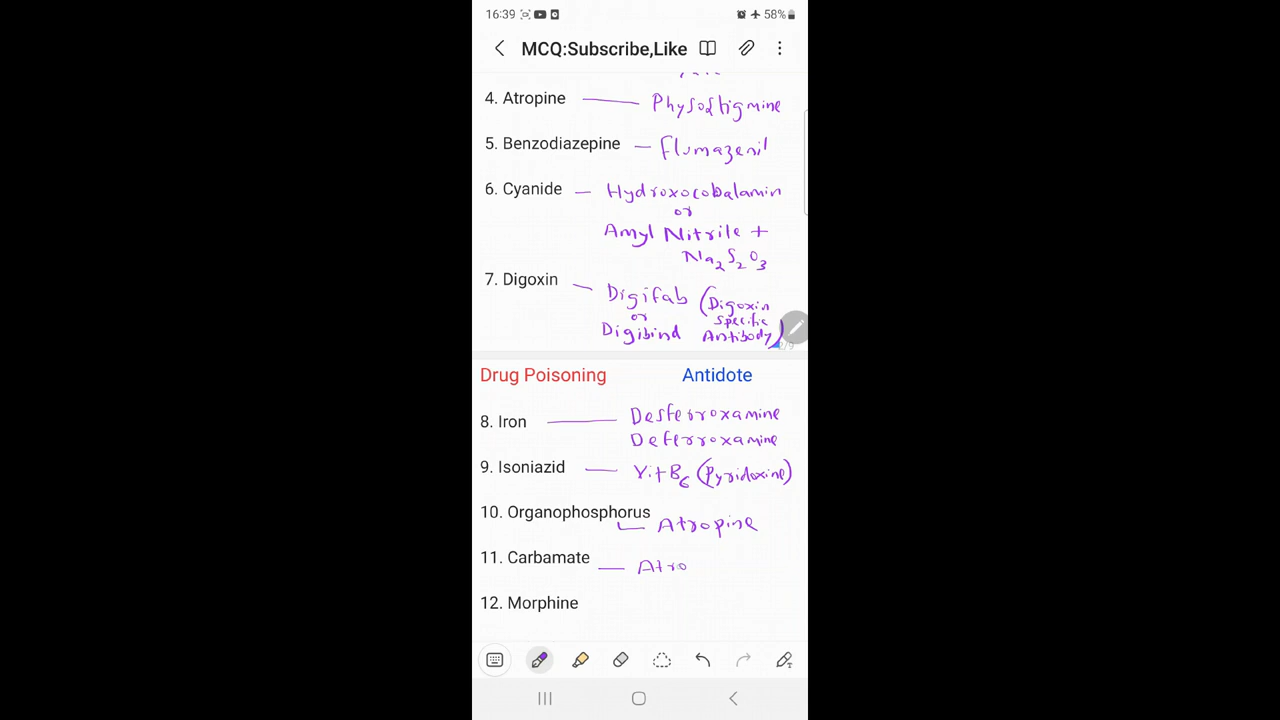 16:39 58%
MCQ:Subscribe,Like
4. Atropine — Physostigmine
5. Benzodiazepine — Flumazenil
6. Cyanide — Hydroxocobalamin
or
Amyl Nitrile +
Na2S2O3
7. Digoxin — Digifab (Digoxin
or specific
Digibind Antibody)
Drug Poisoning Antidote
8. Iron — Desferroxamine
Deferroxamine
9. Isoniazid — Vit B6 (Pyridoxine)
10. Organophosphorus
Atropine
11. Carbamate — Atro
12. Morphine